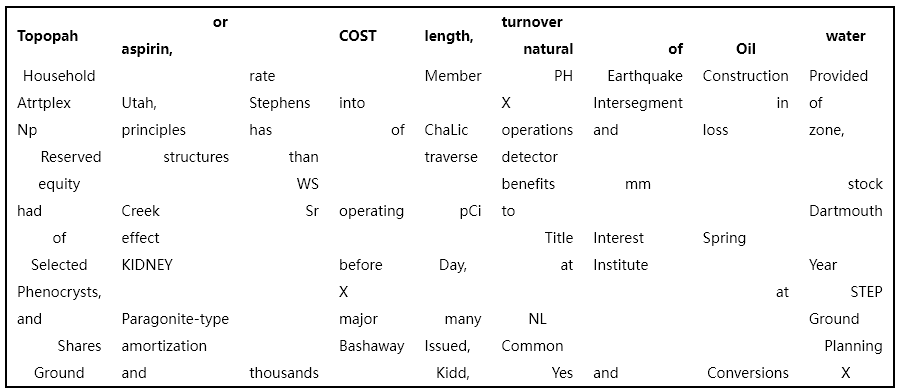 Topopah or aspirin, COST length, turnover natural of Oil water
Household rate Member PH Earthquake Construction Provided
Atrtplex Utah, Stephens into X Intersegment in of
Np principles has of ChaLic operations and loss zone,
Reserved structures than traverse detector
equity WS benefits mm stock
had Creek Sr operating pCi to Dartmouth
of effect Title Interest Spring
Selected KIDNEY before Day, at Institute Year
Phenocrysts, X at STEP
and Paragonite-type major many NL Ground
Shares amortization Bashaway Issued, Common Planning
Ground and thousands Kidd, Yes and Conversions X